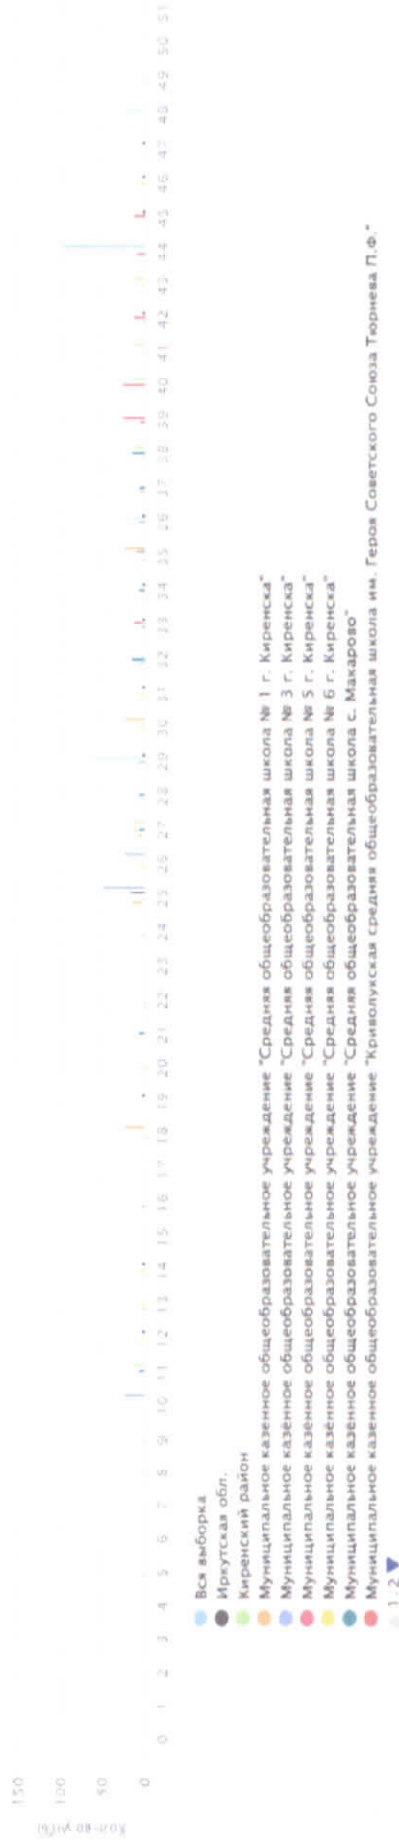 150
100
50
0
Кол-во уч(%)
0 1 2 3 4 5 6 7 8 9 10 11 12 13 14 15 16 17 18 19 20 21 22 23 24 25 26 27 28 29 30 31 32 33 34 35 36 37 38 39 40 41 42 43 44 45 46 47 48 49 50 51
Вся выборка
Иркутская обл.
Киренский район
Муниципальное казённое общеобразовательное учреждение "Средняя общеобразовательная школа № 1 г. Киренска"
Муниципальное казённое общеобразовательное учреждение "Средняя общеобразовательная школа № 3 г. Киренска"
Муниципальное казённое общеобразовательное учреждение "Средняя общеобразовательная школа № 5 г. Киренска"
Муниципальное казённое общеобразовательное учреждение "Средняя общеобразовательная школа № 6 г. Киренска"
Муниципальное казённое общеобразовательное учреждение "Средняя общеобразовательная школа с. Макарово"
Муниципальное казённое общеобразовательное учреждение "Криволукская средняя общеобразовательная школа им. Героя Советского Союза Тюрнева П.Ф."
1.2